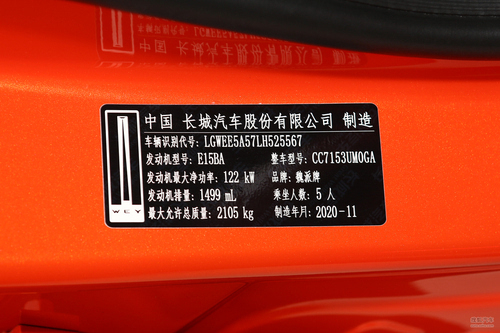 中国 长城汽车股份有限公司 制造
车辆识别代号: LGWEE5A57LH525567
发动机型号: E15BA 整车型号: CC7153UM0GA
发动机最大净功率: 122 kW 品牌: 魏派牌
发动机排量: 1499 mL 乘坐人数: 5 人
最大允许总质量: 2105 kg 制造年月: 2020-11
WEY